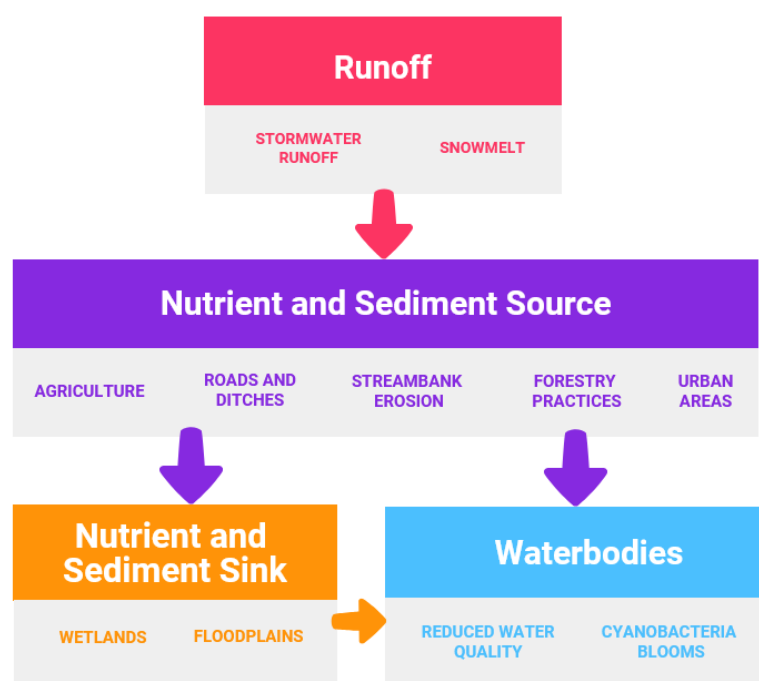 Runoff
STORMWATER
RUNOFF
SNOWMELT
Nutrient and Sediment Source
AGRICULTURE
ROADS AND
DITCHES
STREAMBANK
EROSION
FORESTRY
PRACTICES
URBAN
AREAS
Nutrient and
Sediment Sink
WETLANDS
FLOODPLAINS
Waterbodies
REDUCED WATER
QUALITY
CYANOBACTERIA
BLOOMS